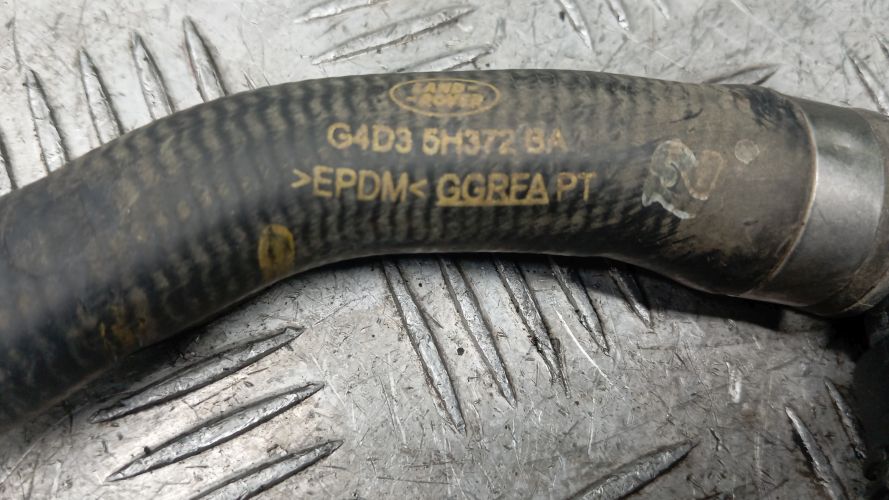 LAND-
-ROVER
G4D3 5H372 BA
>EPDM< GGRFA PT